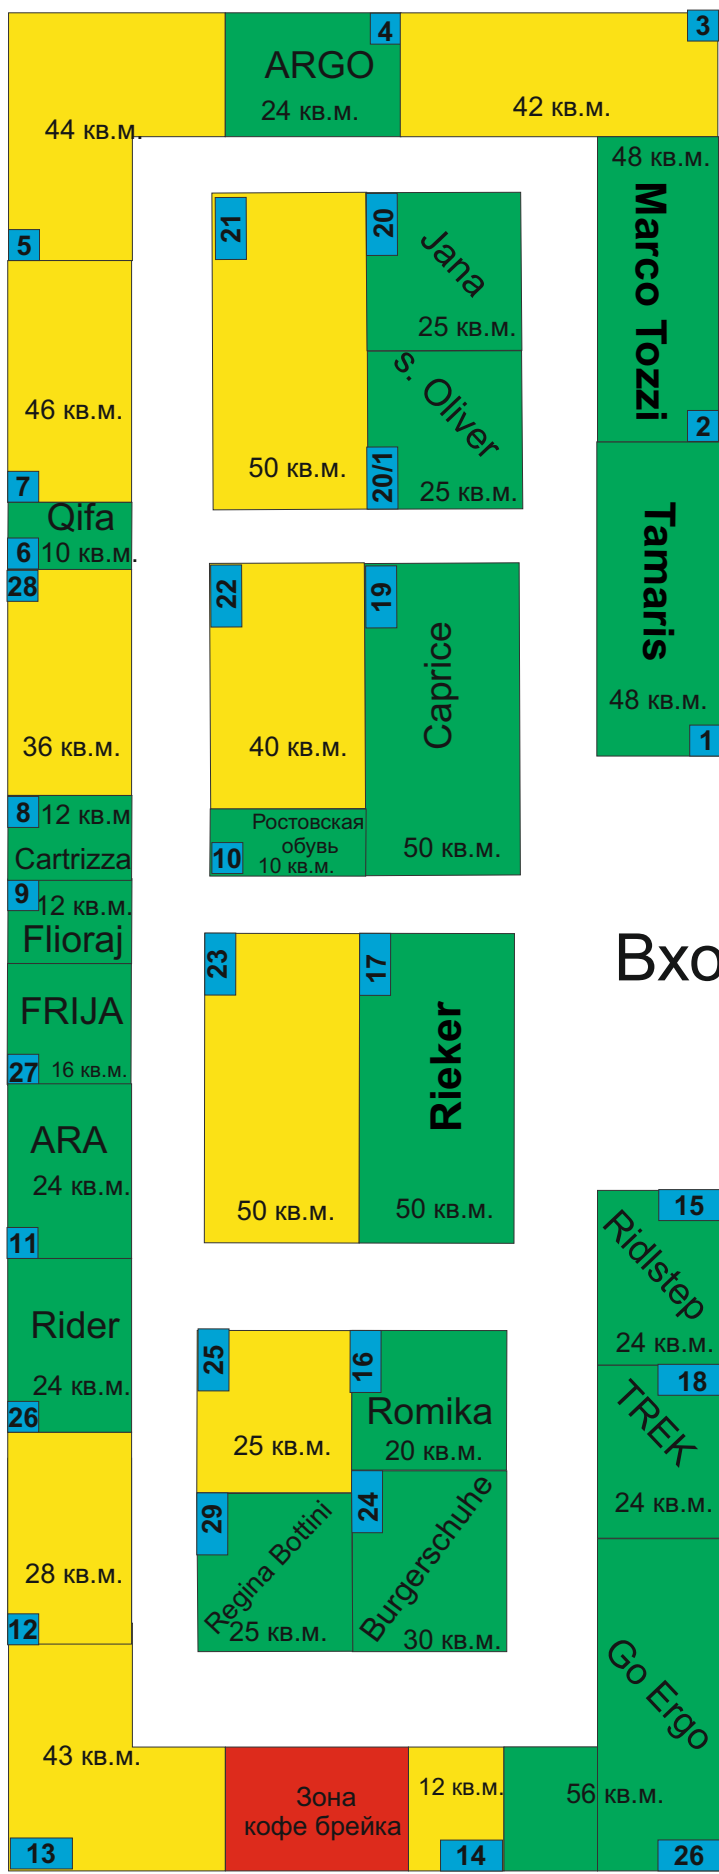 4
3
ARGO
24 кв.м.
42 кв.м.
44 кв.м.
5
48 кв.м.
Marco Tozzi
2
21
50 кв.м.
20
Jana
25 кв.м.
s. Oliver
20/1
25 кв.м.
46 кв.м.
7
Qifa
6
10 кв.м.
28
36 кв.м.
Tamaris
48 кв.м.
1
22
40 кв.м.
19
Caprice
50 кв.м.
Ростовская
обувь
10
10 кв.м.
8
12 кв.м
Cartrizza
9
12 кв.м.
Flioraj
FRIJA
27
16 кв.м.
ARA
24 кв.м.
11
Rider
24 кв.м.
26
23
50 кв.м.
17
Rieker
50 кв.м.
Вхо
15
Ridlstep
24 кв.м.
18
TREK
24 кв.м.
25
25 кв.м.
16
Romika
20 кв.м.
29
Regina Bottini
25 кв.м.
24
Burgerschuhe
30 кв.м.
28 кв.м.
12
43 кв.м.
13
Зона
кофе брейка
12 кв.м.
14
Go Ergo
56 кв.м.
26